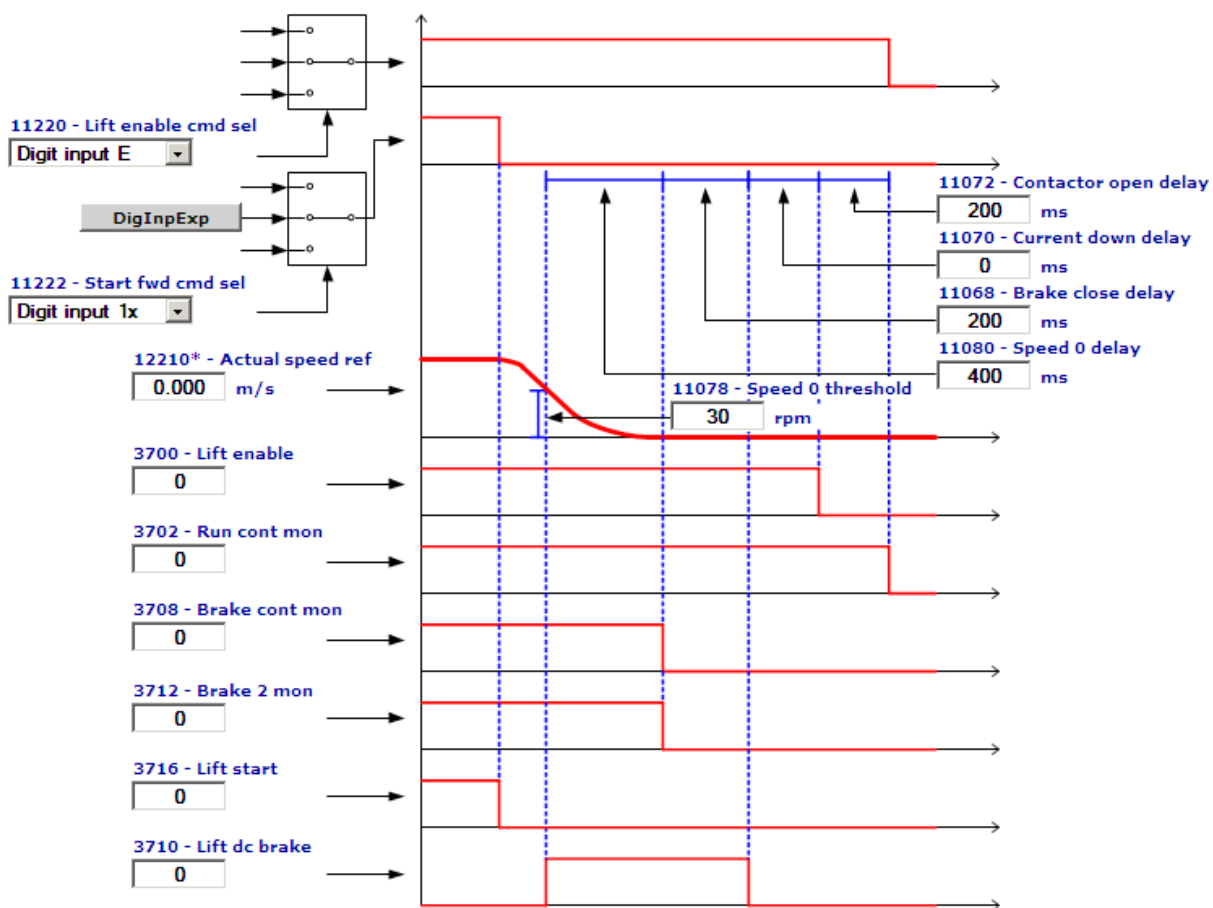 11220 - Lift enable cmd sel
Digit input E
DigInpExp
11222 - Start fwd cmd sel
Digit input 1x
11072 - Contactor open delay
200 ms
11070 - Current down delay
0 ms
11068 - Brake close delay
200 ms
11080 - Speed 0 delay
400 ms
12210* - Actual speed ref
0.000 m/s
11078 - Speed 0 threshold
30 rpm
3700 - Lift enable
0
3702 - Run cont mon
0
3708 - Brake cont mon
0
3712 - Brake 2 mon
0
3716 - Lift start
0
3710 - Lift dc brake
0